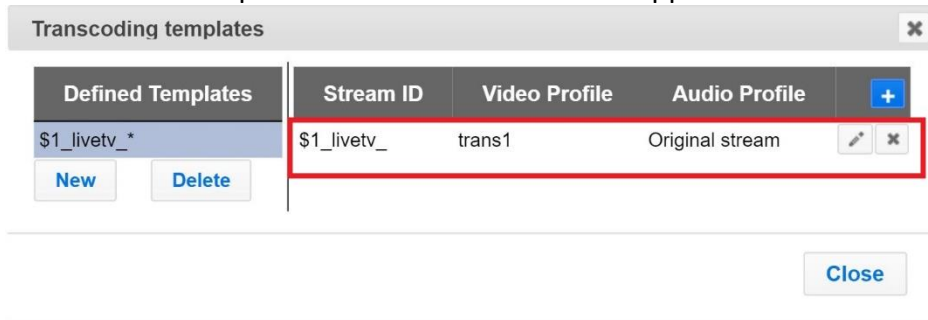 Transcoding templates
Defined Templates
Stream ID Video Profile Audio Profile +
$1_livetv_*
$1_livetv_ trans1 Original stream
New Delete
Close